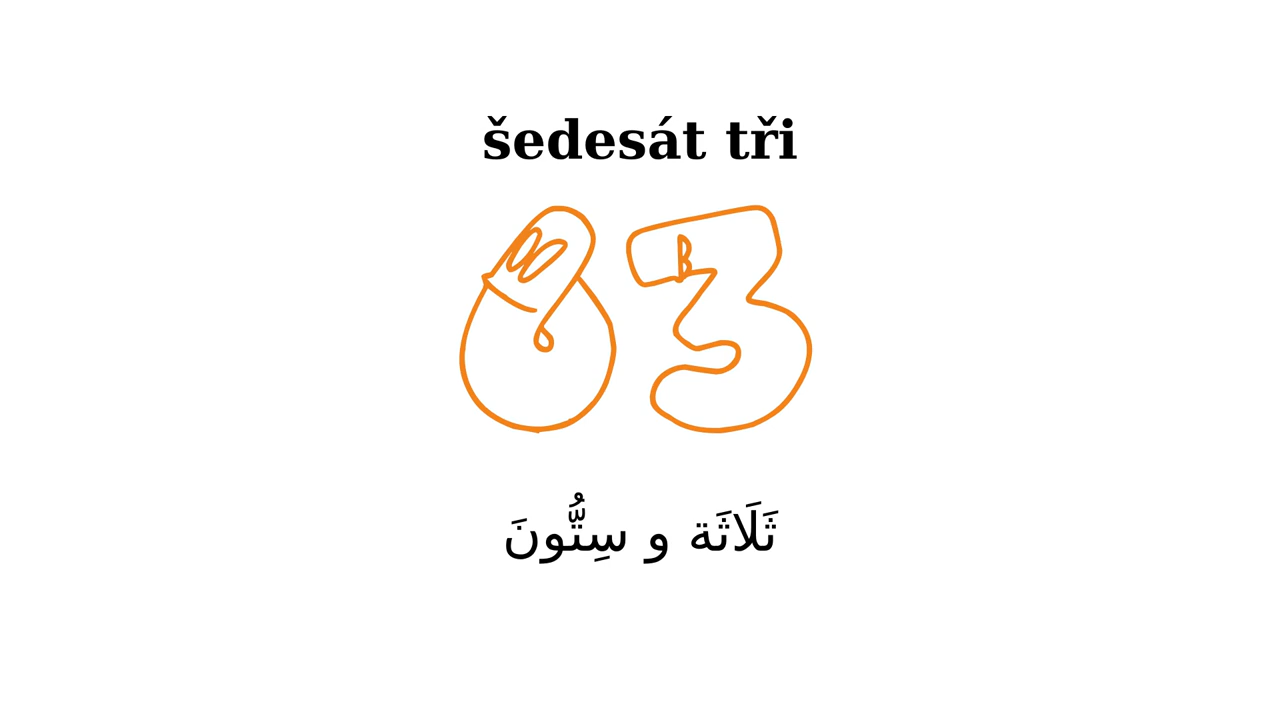 šedesát tři
63
ثَلَاثَة و سِتُّونَ